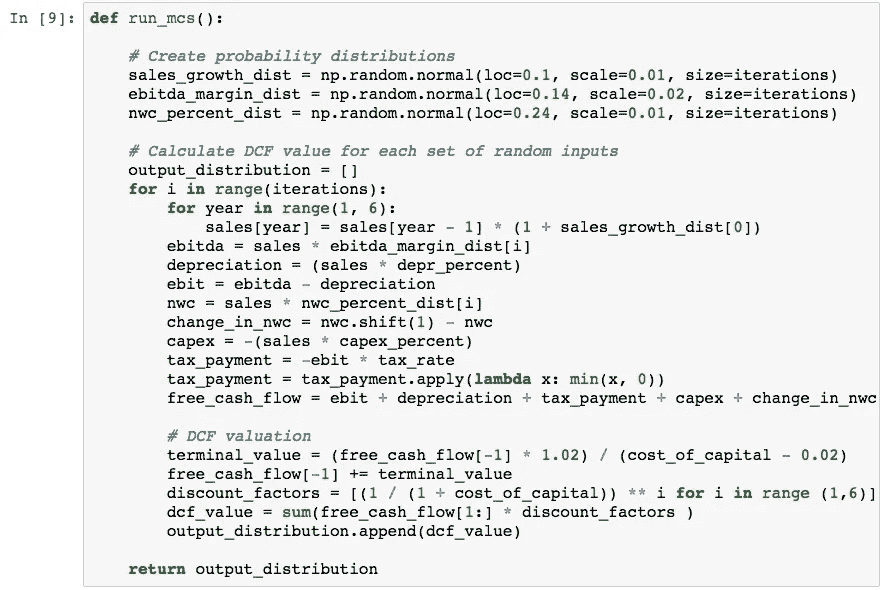 In [9]: def run_mcs():
# Create probability distributions
sales_growth_dist = np.random.normal(loc=0.1, scale=0.01, size=iterations)
ebitda_margin_dist = np.random.normal(loc=0.14, scale=0.02, size=iterations)
nwc_percent_dist = np.random.normal(loc=0.24, scale=0.01, size=iterations)
# Calculate DCF value for each set of random inputs
output_distribution = []
for i in range(iterations):
for year in range(1, 6):
sales[year] = sales[year - 1] * (1 + sales_growth_dist[0])
ebitda = sales * ebitda_margin_dist[i]
depreciation = (sales * depr_percent)
ebit = ebitda - depreciation
nwc = sales * nwc_percent_dist[i]
change_in_nwc = nwc.shift(1) - nwc
capex = -(sales * capex_percent)
tax_payment = -ebit * tax_rate
tax_payment = tax_payment.apply(lambda x: min(x, 0))
free_cash_flow = ebit + depreciation + tax_payment + capex + change_in_nwc
# DCF valuation
terminal_value = (free_cash_flow[-1] * 1.02) / (cost_of_capital - 0.02)
free_cash_flow[-1] += terminal_value
discount_factors = [(1 / (1 + cost_of_capital)) ** i for i in range (1,6)]
dcf_value = sum(free_cash_flow[1:] * discount_factors )
output_distribution.append(dcf_value)
return output_distribution